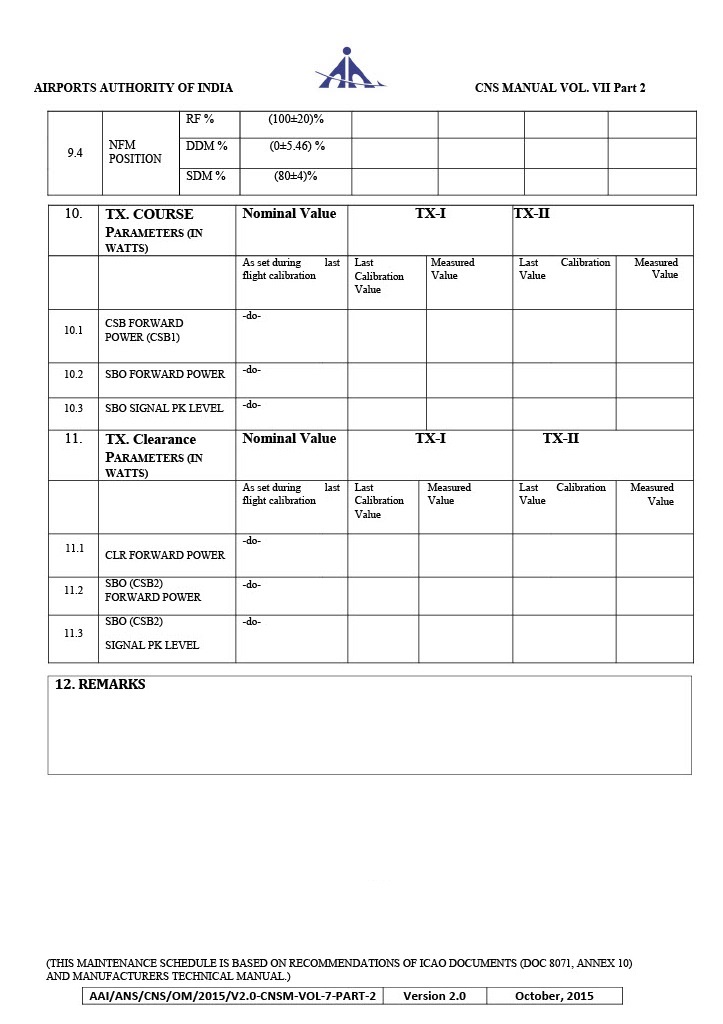 AIRPORTS AUTHORITY OF INDIA CNS MANUAL VOL. VII Part 2
RF % (100±20)%
9.4 NFM POSITION DDM % (0±5.46) %
SDM % (80±4)%
10. TX. COURSE Nominal Value TX-I TX-II
PARAMETERS (IN
WATTS)
As set during last Last Measured Last Calibration Measured
flight calibration Calibration Value Value Value
Value
10.1 CSB FORWARD -do-
POWER (CSB1)
10.2 SBO FORWARD POWER -do-
10.3 SBO SIGNAL PK LEVEL -do-
11. TX. Clearance Nominal Value TX-I TX-II
PARAMETERS (IN
WATTS)
As set during last Last Measured Last Calibration Measured
flight calibration Calibration Value Value Value
Value
11.1 CLR FORWARD POWER -do-
11.2 SBO (CSB2) -do-
FORWARD POWER
11.3 SBO (CSB2) -do-
SIGNAL PK LEVEL
12. REMARKS
(THIS MAINTENANCE SCHEDULE IS BASED ON RECOMMENDATIONS OF ICAO DOCUMENTS (DOC 8071, ANNEX 10)
AND MANUFACTURERS TECHNICAL MANUAL.)
AAI/ANS/CNS/OM/2015/V2.0-CNSM-VOL-7-PART-2 Version 2.0 October, 2015